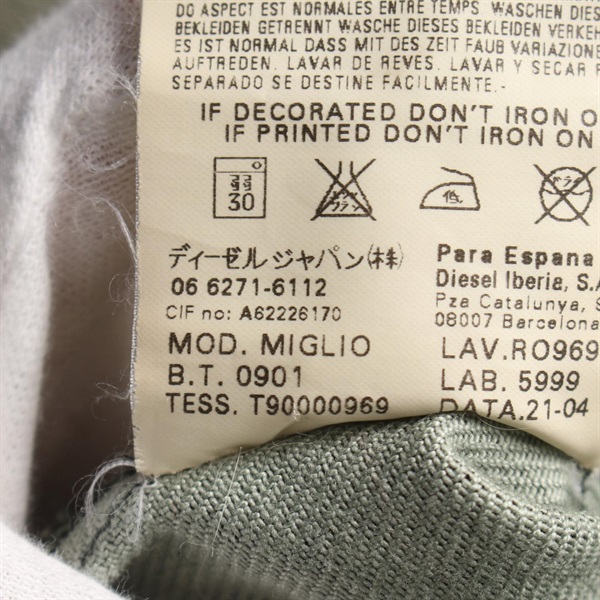 DO ASPECT EST NORMALES ENTRE TEMPS. WASCHEN DIES
BEKLEIDEN GETRENNT WASCHE DIESES BEKLEIDEN VERKEH
ES IST NORMAL DASS MIT DES ZEIT FAUB VARIAZIONE
AUFTREDEN. LAVAR DE REVES. LAVAR Y SECAR
SEPARADO SE DESTINE FACILMENTE.-
IF DECORATED DON'T IRON O
IF PRINTED DON'T IRON ON
30 低
ディーゼルジャパン(株)
06 6271-6112
CIF no: A62226170
MOD. MIGLIO
B.T. 0901
TESS. T90000969
Para Espana
Diesel Iberia, S.A
Pza Catalunya,
08007 Barcelona
LAV.RO969
LAB. 5999
DATA.21-04